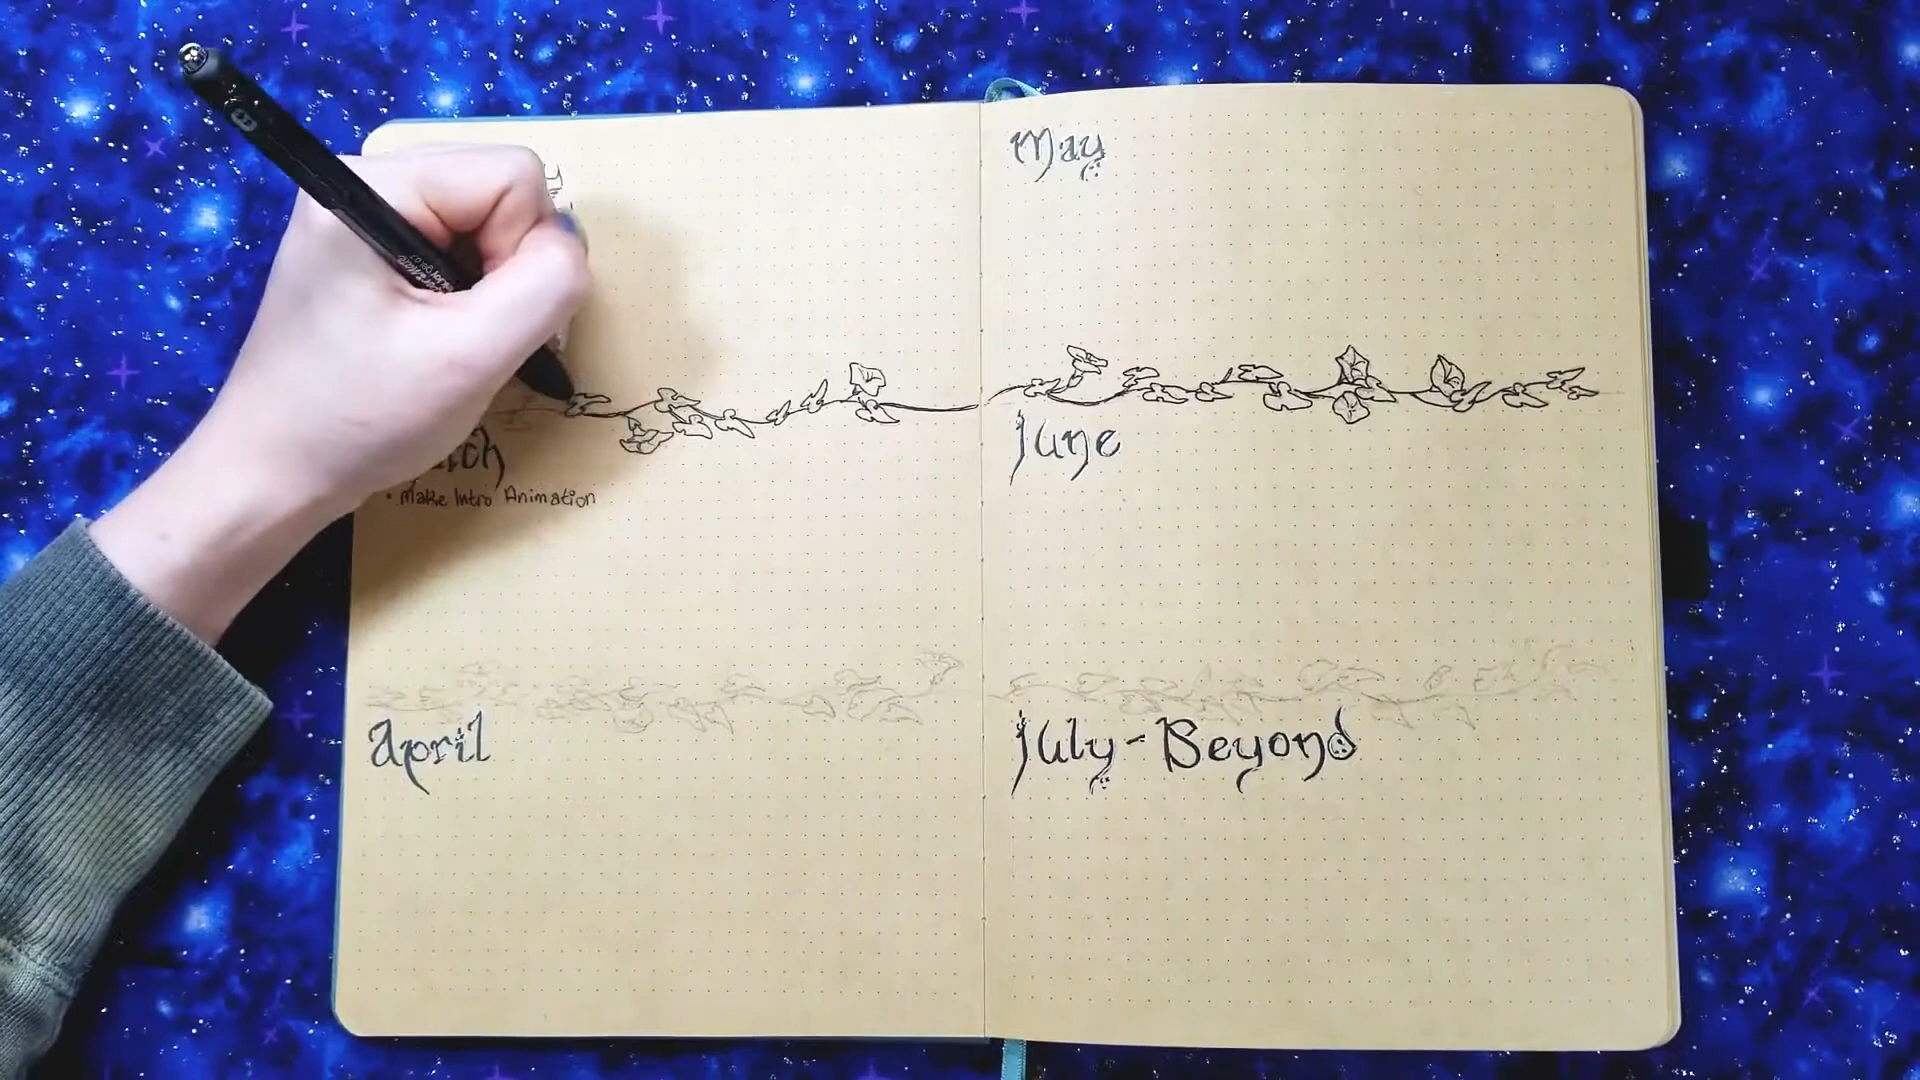 • Make Intro Animation
April
May
June
July - Beyond